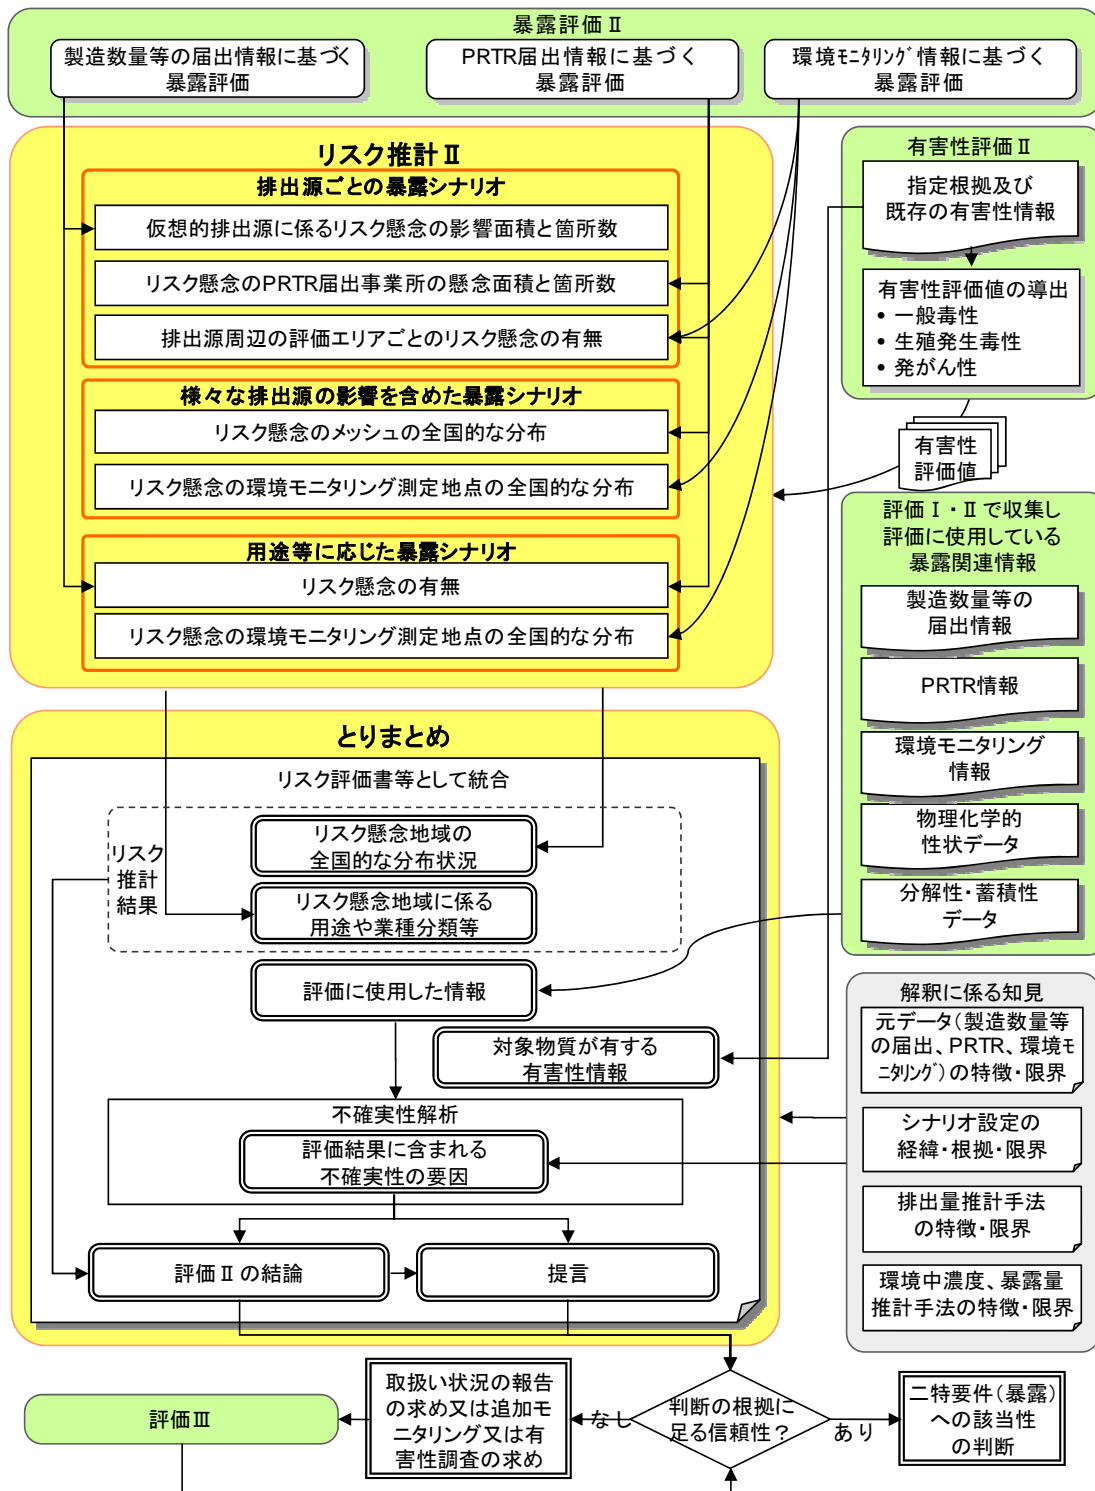 暴露評価Ⅱ
製造数量等の届出情報に基づく
暴露評価
PRTR届出情報に基づく
暴露評価
環境ﾓﾆﾀﾘﾝｸﾞ情報に基づく
暴露評価
リスク推計Ⅱ
排出源ごとの暴露シナリオ
仮想的排出源に係るリスク懸念の影響面積と箇所数
リスク懸念のPRTR届出事業所の懸念面積と箇所数
排出源周辺の評価エリアごとのリスク懸念の有無
様々な排出源の影響を含めた暴露シナリオ
リスク懸念のメッシュの全国的な分布
リスク懸念の環境モニタリング測定地点の全国的な分布
用途等に応じた暴露シナリオ
リスク懸念の有無
リスク懸念の環境モニタリング測定地点の全国的な分布
有害性評価Ⅱ
指定根拠及び
既存の有害性情報
有害性評価値の導出
• 一般毒性
• 生殖発生毒性
• 発がん性
有害性
評価値
評価Ⅰ・Ⅱで収集し
評価に使用している
暴露関連情報
製造数量等の
届出情報
PRTR情報
環境モニタリング
情報
物理化学的
性状データ
分解性・蓄積性
データ
とりまとめ
リスク評価書等として統合
リスク
推計
結果
リスク懸念地域の
全国的な分布状況
リスク懸念地域に係る
用途や業種分類等
評価に使用した情報
対象物質が有する
有害性情報
不確実性解析
評価結果に含まれる
不確実性の要因
評価Ⅱの結論
提言
解釈に係る知見
元データ（製造数量等
の届出、PRTR、環境ﾓ
ﾆﾀﾘﾝｸﾞ）の特徴・限界
シナリオ設定の
経緯・根拠・限界
排出量推計手法
の特徴・限界
環境中濃度、暴露量
推計手法の特徴・限界
評価Ⅲ
取扱い状況の報告
の求め又は追加モ
ニタリング又は有
害性調査の求め
なし
判断の根拠に
足る信頼性？
あり
二特要件（暴露）
への該当性
の判断